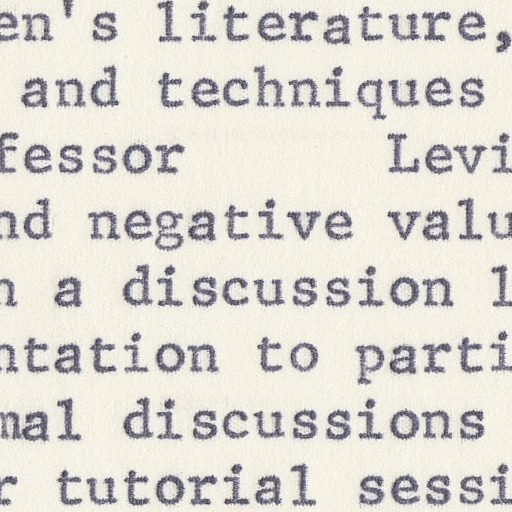 en's literature,
and techniques
fessor Levi
nd negative valu
n a discussion l
ntation to parti
mal discussions
r tutorial sessi